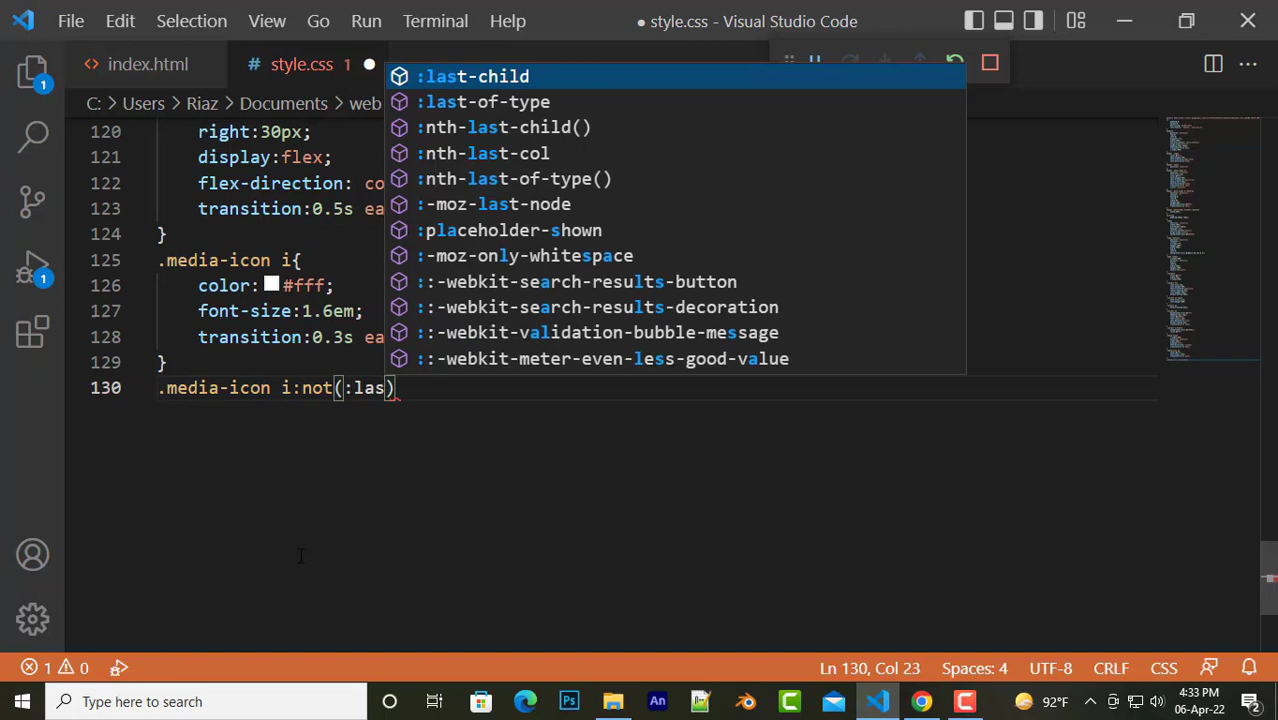 File Edit Selection View Go Run Terminal Help
● style.css - Visual Studio Code
<> index.html
# style.css 1 ●
C: Users Riaz Documents web
120 right:30px;
121 display:flex;
122 flex-direction: co
123 transition:0.5s ea
124 }
125 .media-icon i{
126 color: #fff;
127 font-size:1.6em;
128 transition:0.3s ea
129 }
130 .media-icon i:not(:las)
:last-child
:last-of-type
:nth-last-child()
:nth-last-col
:nth-last-of-type()
:-moz-last-node
:placeholder-shown
:-moz-only-whitespace
::-webkit-search-results-button
::-webkit-search-results-decoration
::-webkit-validation-bubble-message
::-webkit-meter-even-less-good-value
1
1
1 0
Ln 130, Col 23 Spaces: 4 UTF-8 CRLF CSS
Type here to search
Ps
An
92°F
4:33 PM
06-Apr-22
2